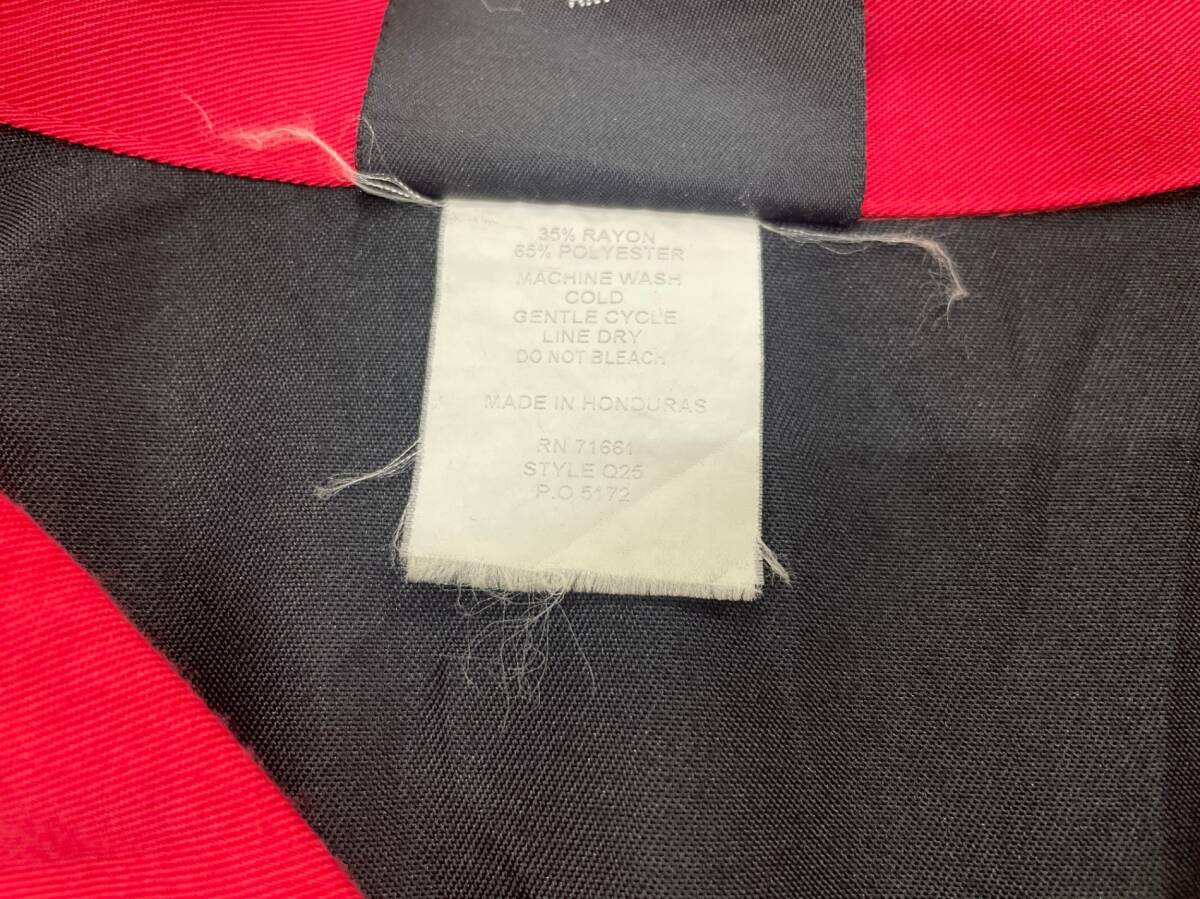 35% RAYON
65% POLYESTER
MACHINE WASH
COLD
GENTLE CYCLE
LINE DRY
DO NOT BLEACH
MADE IN HONDURAS
RN 71661
STYLE Q25
P.O 5172